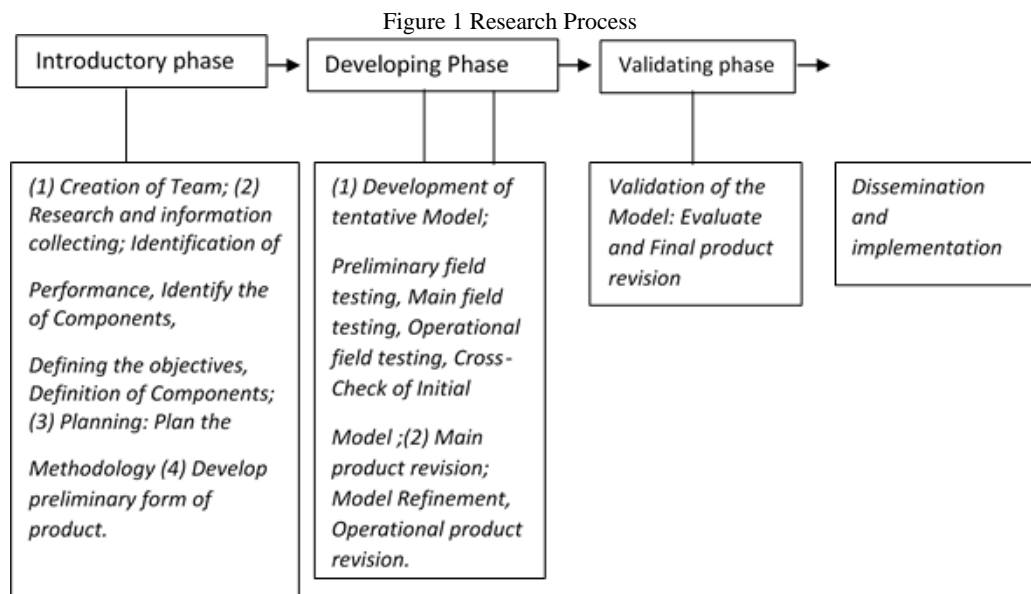 Figure 1 Research Process
Introductory phase
Developing Phase
Validating phase
(1) Creation of Team; (2)
Research and information
collecting; Identification of
Performance, Identify the
of Components,
Defining the objectives,
Definition of Components;
(3) Planning: Plan the
Methodology (4) Develop
preliminary form of
product.
(1) Development of
tentative Model;
Preliminary field
testing, Main field
testing, Operational
field testing, Cross-
Check of Initial
Model ;(2) Main
product revision;
Model Refinement,
Operational product
revision.
Validation of the
Model: Evaluate
and Final product
revision
Dissemination
and
implementation